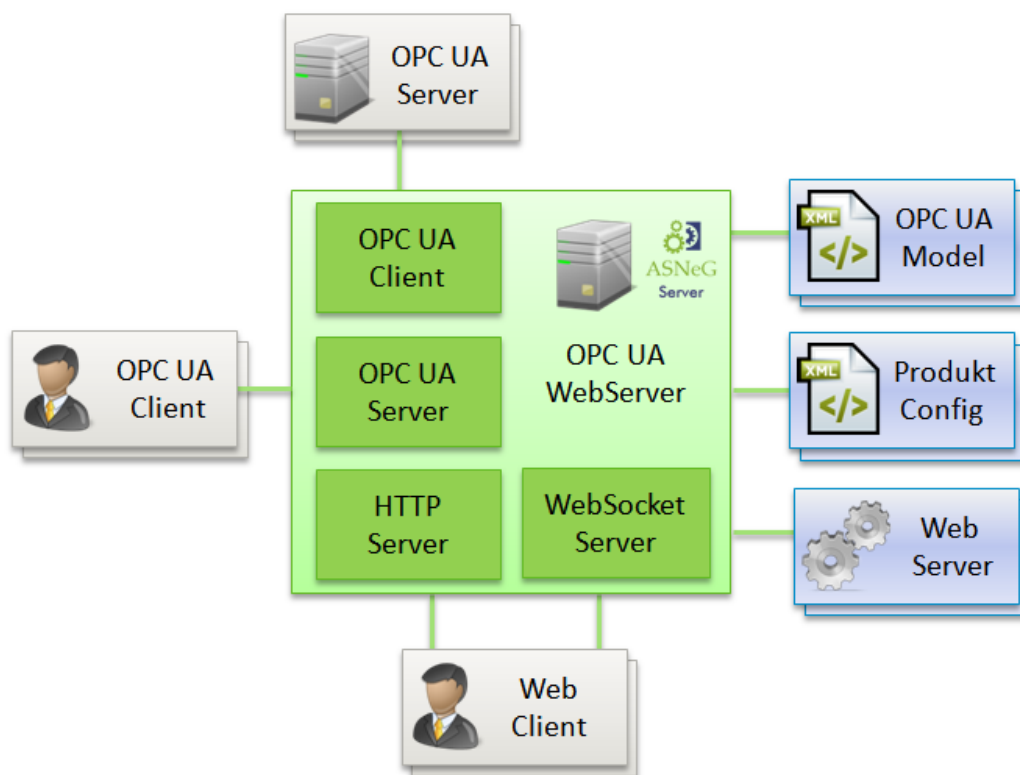 OPC UA
Server
OPC UA
Client
ASNeG
Server
XML
</>
OPC UA
Model
OPC UA
Client
OPC UA
Server
OPC UA
WebServer
XML
</>
Produkt
Config
HTTP
Server
WebSocket
Server
Web
Server
Web
Client